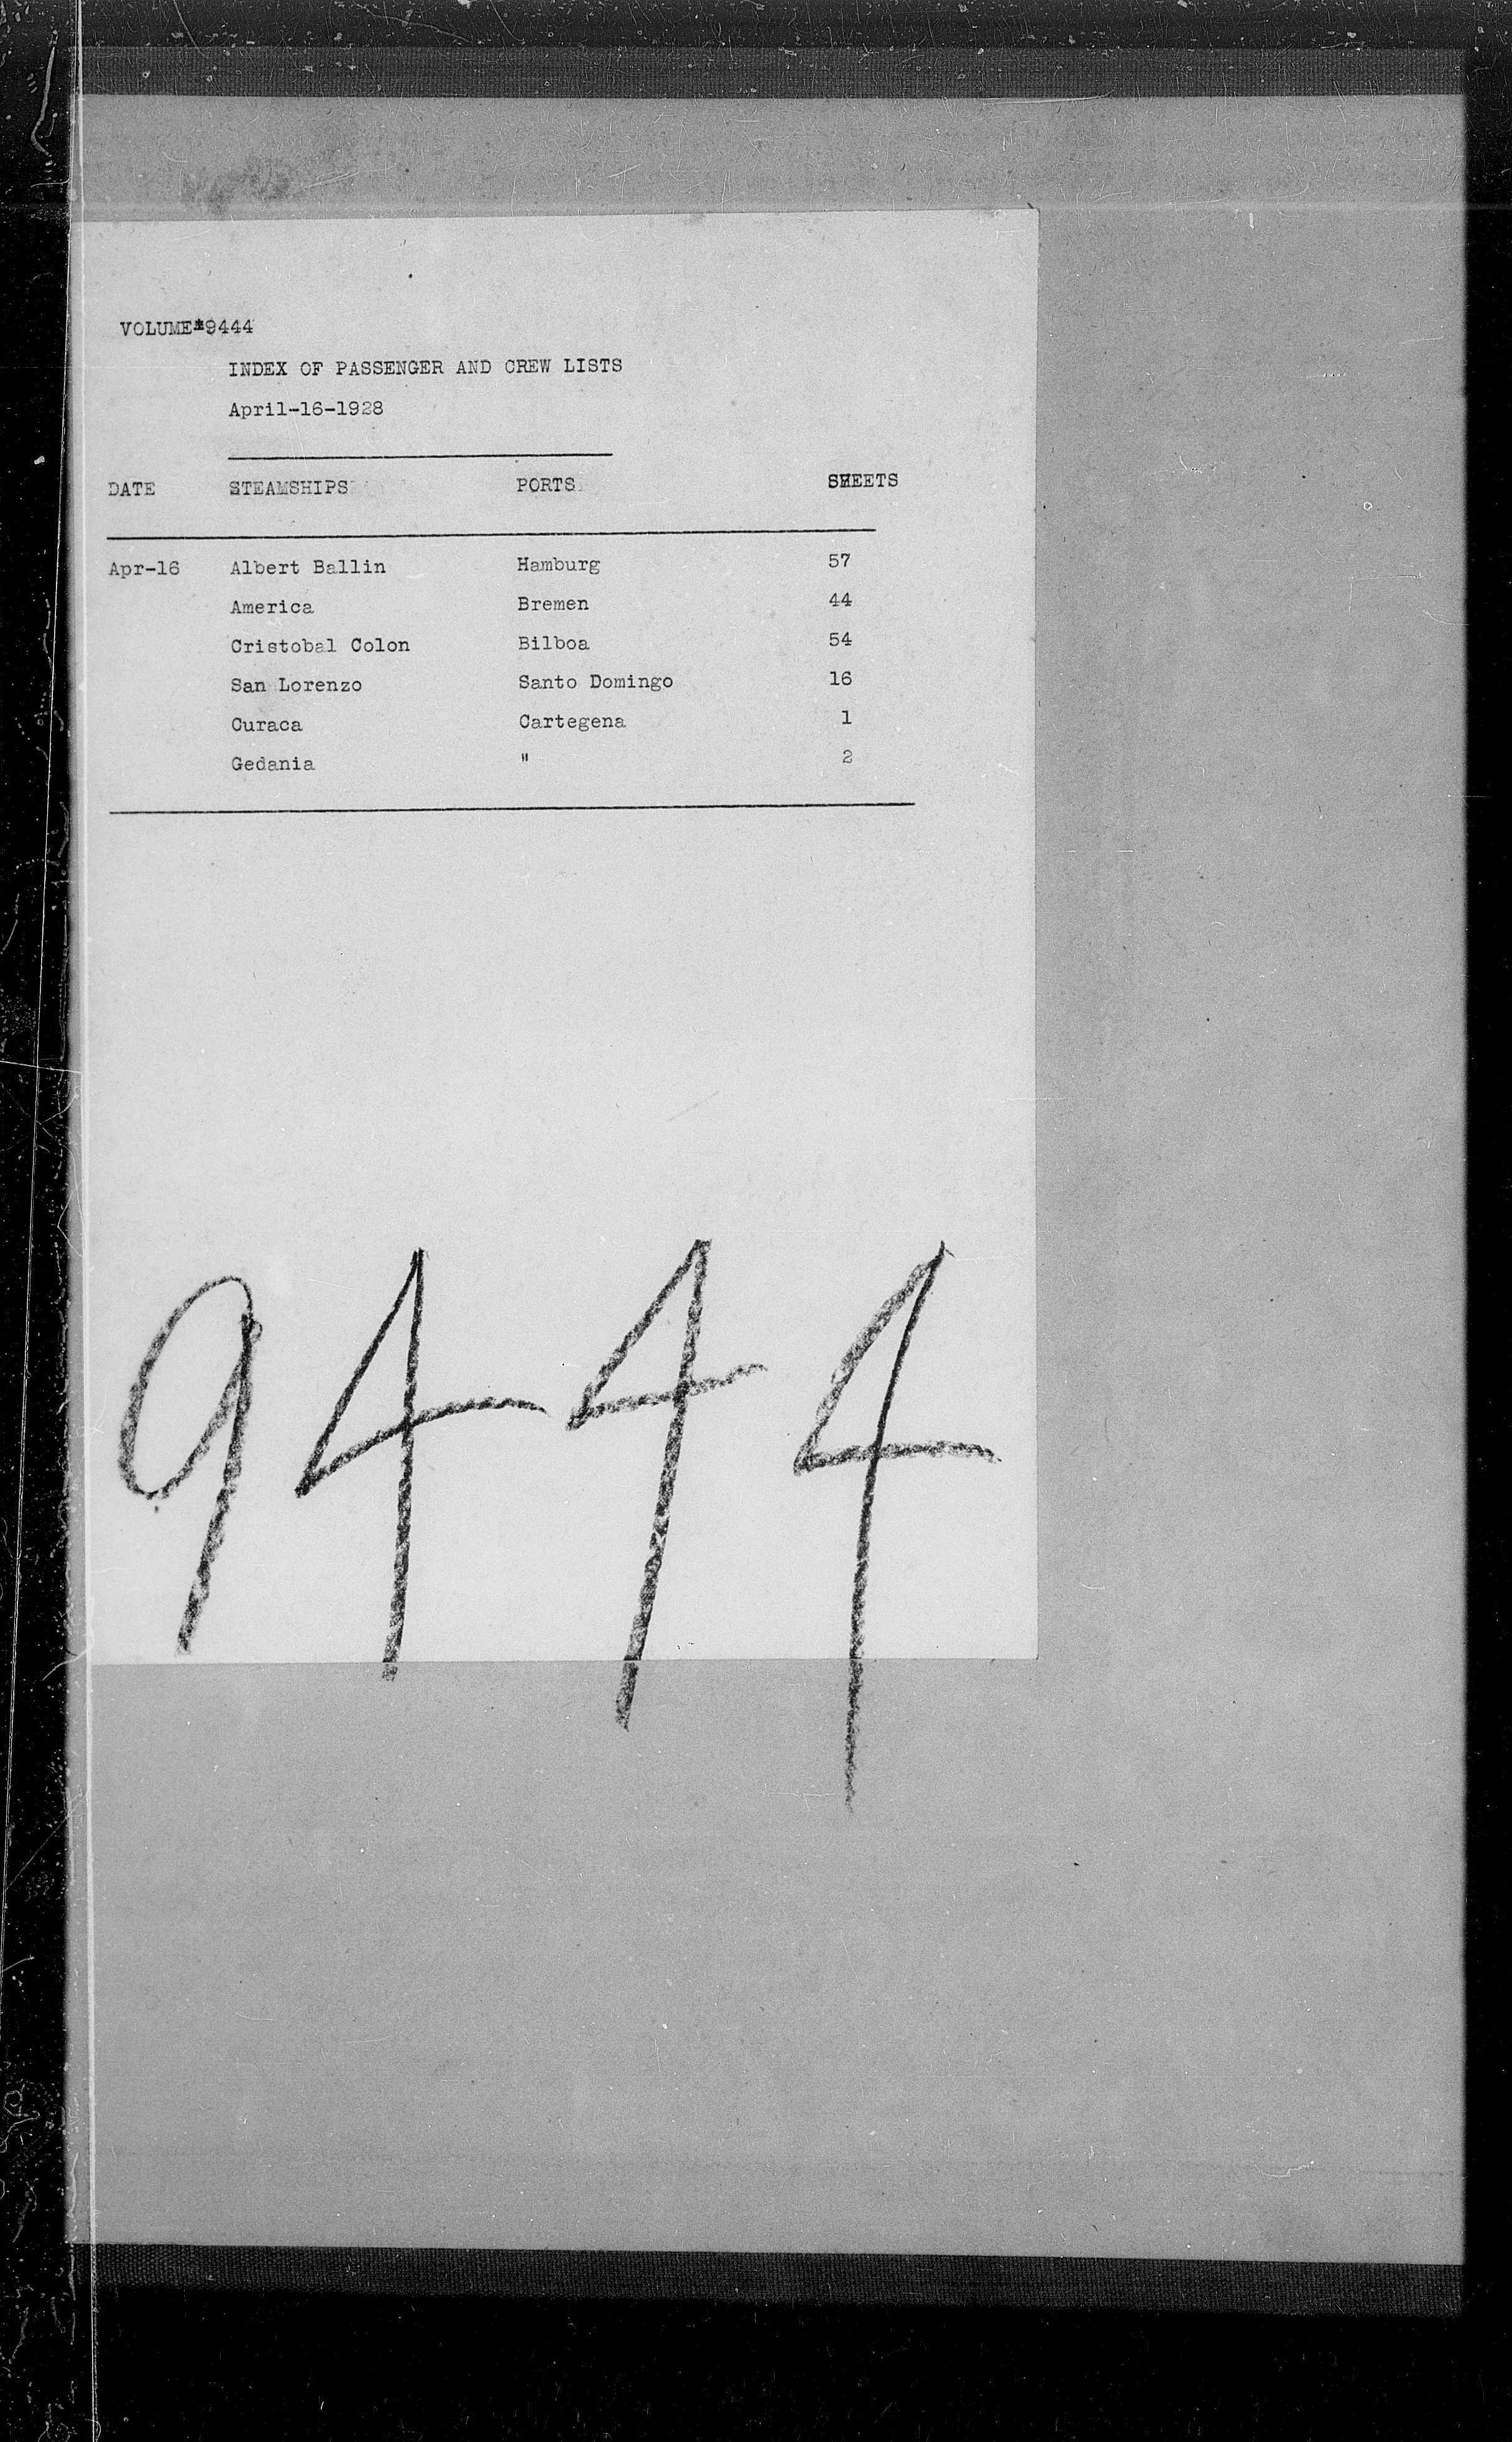 VOLUME*9444
INDEX OF PASSENGER AND CREW LISTS
April-16-1928
DATE STEAMSHIPS PORTS SHEETS
Apr-16 Albert Ballin Hamburg 57
America Bremen 44
Cristobal Colon Bilboa 54
San Lorenzo Santo Domingo 16
Curaca Cartegena 1
Gedania " 2
9444